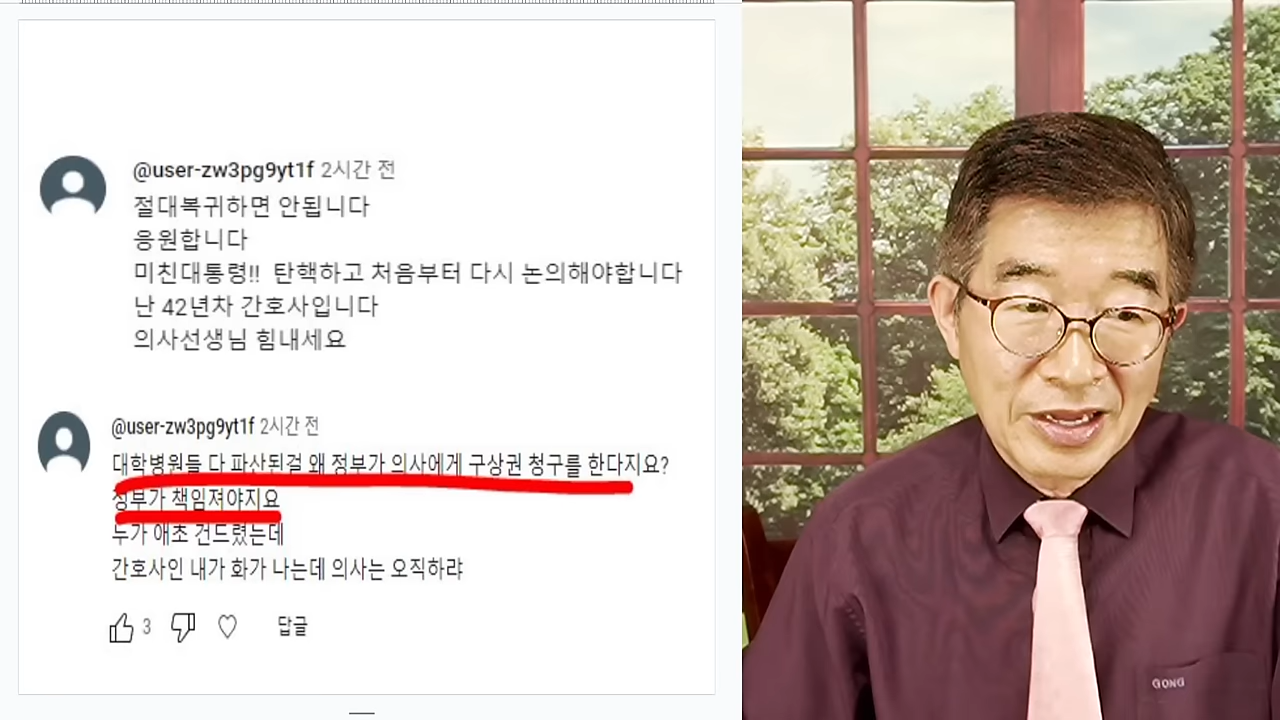 @user-zw3pg9yt1f 2시간 전
절대복귀하면 안됩니다
응원합니다
미친대통령!! 탄핵하고 처음부터 다시 논의해야합니다
난 42년차 간호사입니다
의사선생님 힘내세요
@user-zw3pg9yt1f 2시간 전
대학병원들 다 파산된걸 왜 정부가 의사에게 구상권 청구를 한다지요?
정부가 책임져야지요
누가 애초 건드렸는데
간호사인 내가 화가 나는데 의사는 오직하랴
3 답글
GONG